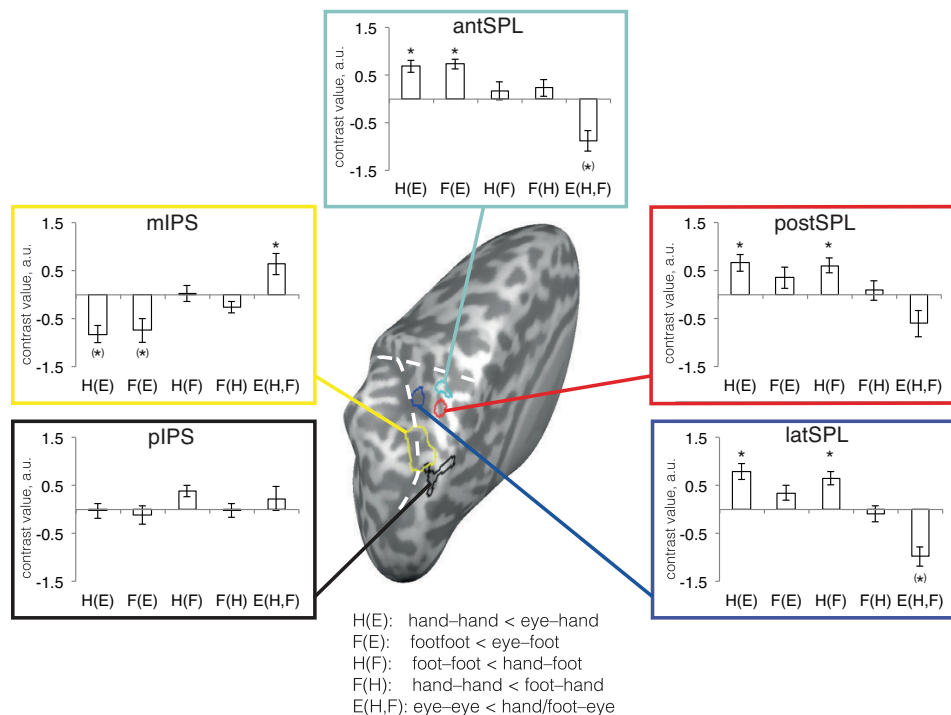 antSPL
contrast value, a.u.
1.5
0.5
-0.5
-1.5
* * (*)
H(E) F(E) H(F) F(H) E(H,F)
mIPS
contrast value, a.u.
1.5
0.5
-0.5
-1.5
(*) (*) *
H(E) F(E) H(F) F(H) E(H,F)
postSPL
contrast value, a.u.
1.5
0.5
-0.5
-1.5
* *
H(E) F(E) H(F) F(H) E(H,F)
pIPS
contrast value, a.u.
1.5
0.5
-0.5
-1.5
H(E) F(E) H(F) F(H) E(H,F)
latSPL
contrast value, a.u.
1.5
0.5
-0.5
-1.5
* * (*)
H(E) F(E) H(F) F(H) E(H,F)
H(E): hand–hand < eye–hand
F(E): footfoot < eye–foot
H(F): foot–foot < hand–foot
F(H): hand–hand < foot–hand
E(H,F): eye–eye < hand/foot–eye